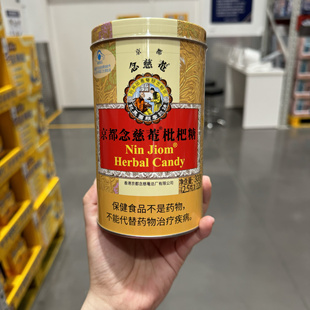 京都
念慈菴
京都念慈菴枇杷糖
Nin Jiom®
Herbal Candy
香港京都念慈菴总厂有限公司
保健食品不是药物，
不能代替药物治疗疾病。